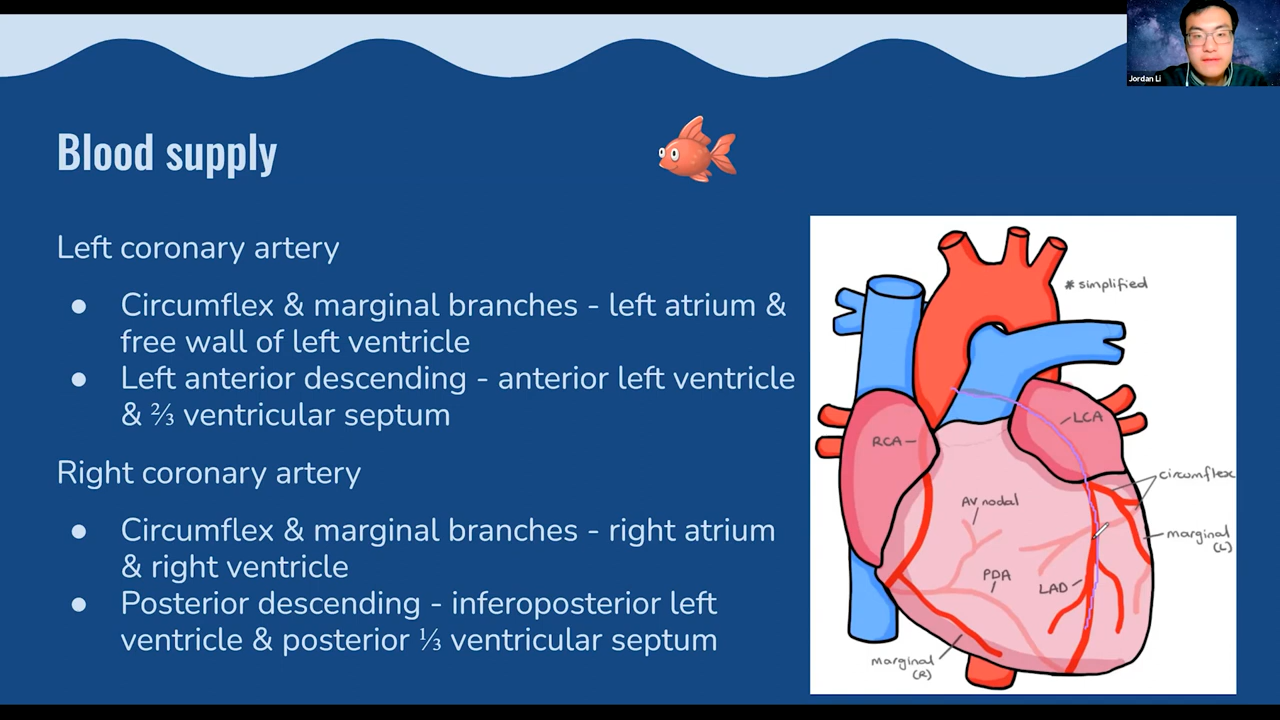 Jordan Li
Blood supply
Left coronary artery
● Circumflex & marginal branches - left atrium &
free wall of left ventricle
● Left anterior descending - anterior left ventricle
& ⅔ ventricular septum
Right coronary artery
● Circumflex & marginal branches - right atrium
& right ventricle
● Posterior descending - inferoposterior left
ventricle & posterior ⅓ ventricular septum
* simplified
LCA
RCA
circumflex
AV nodal
marginal
(L)
PDA
LAD
marginal
(R)